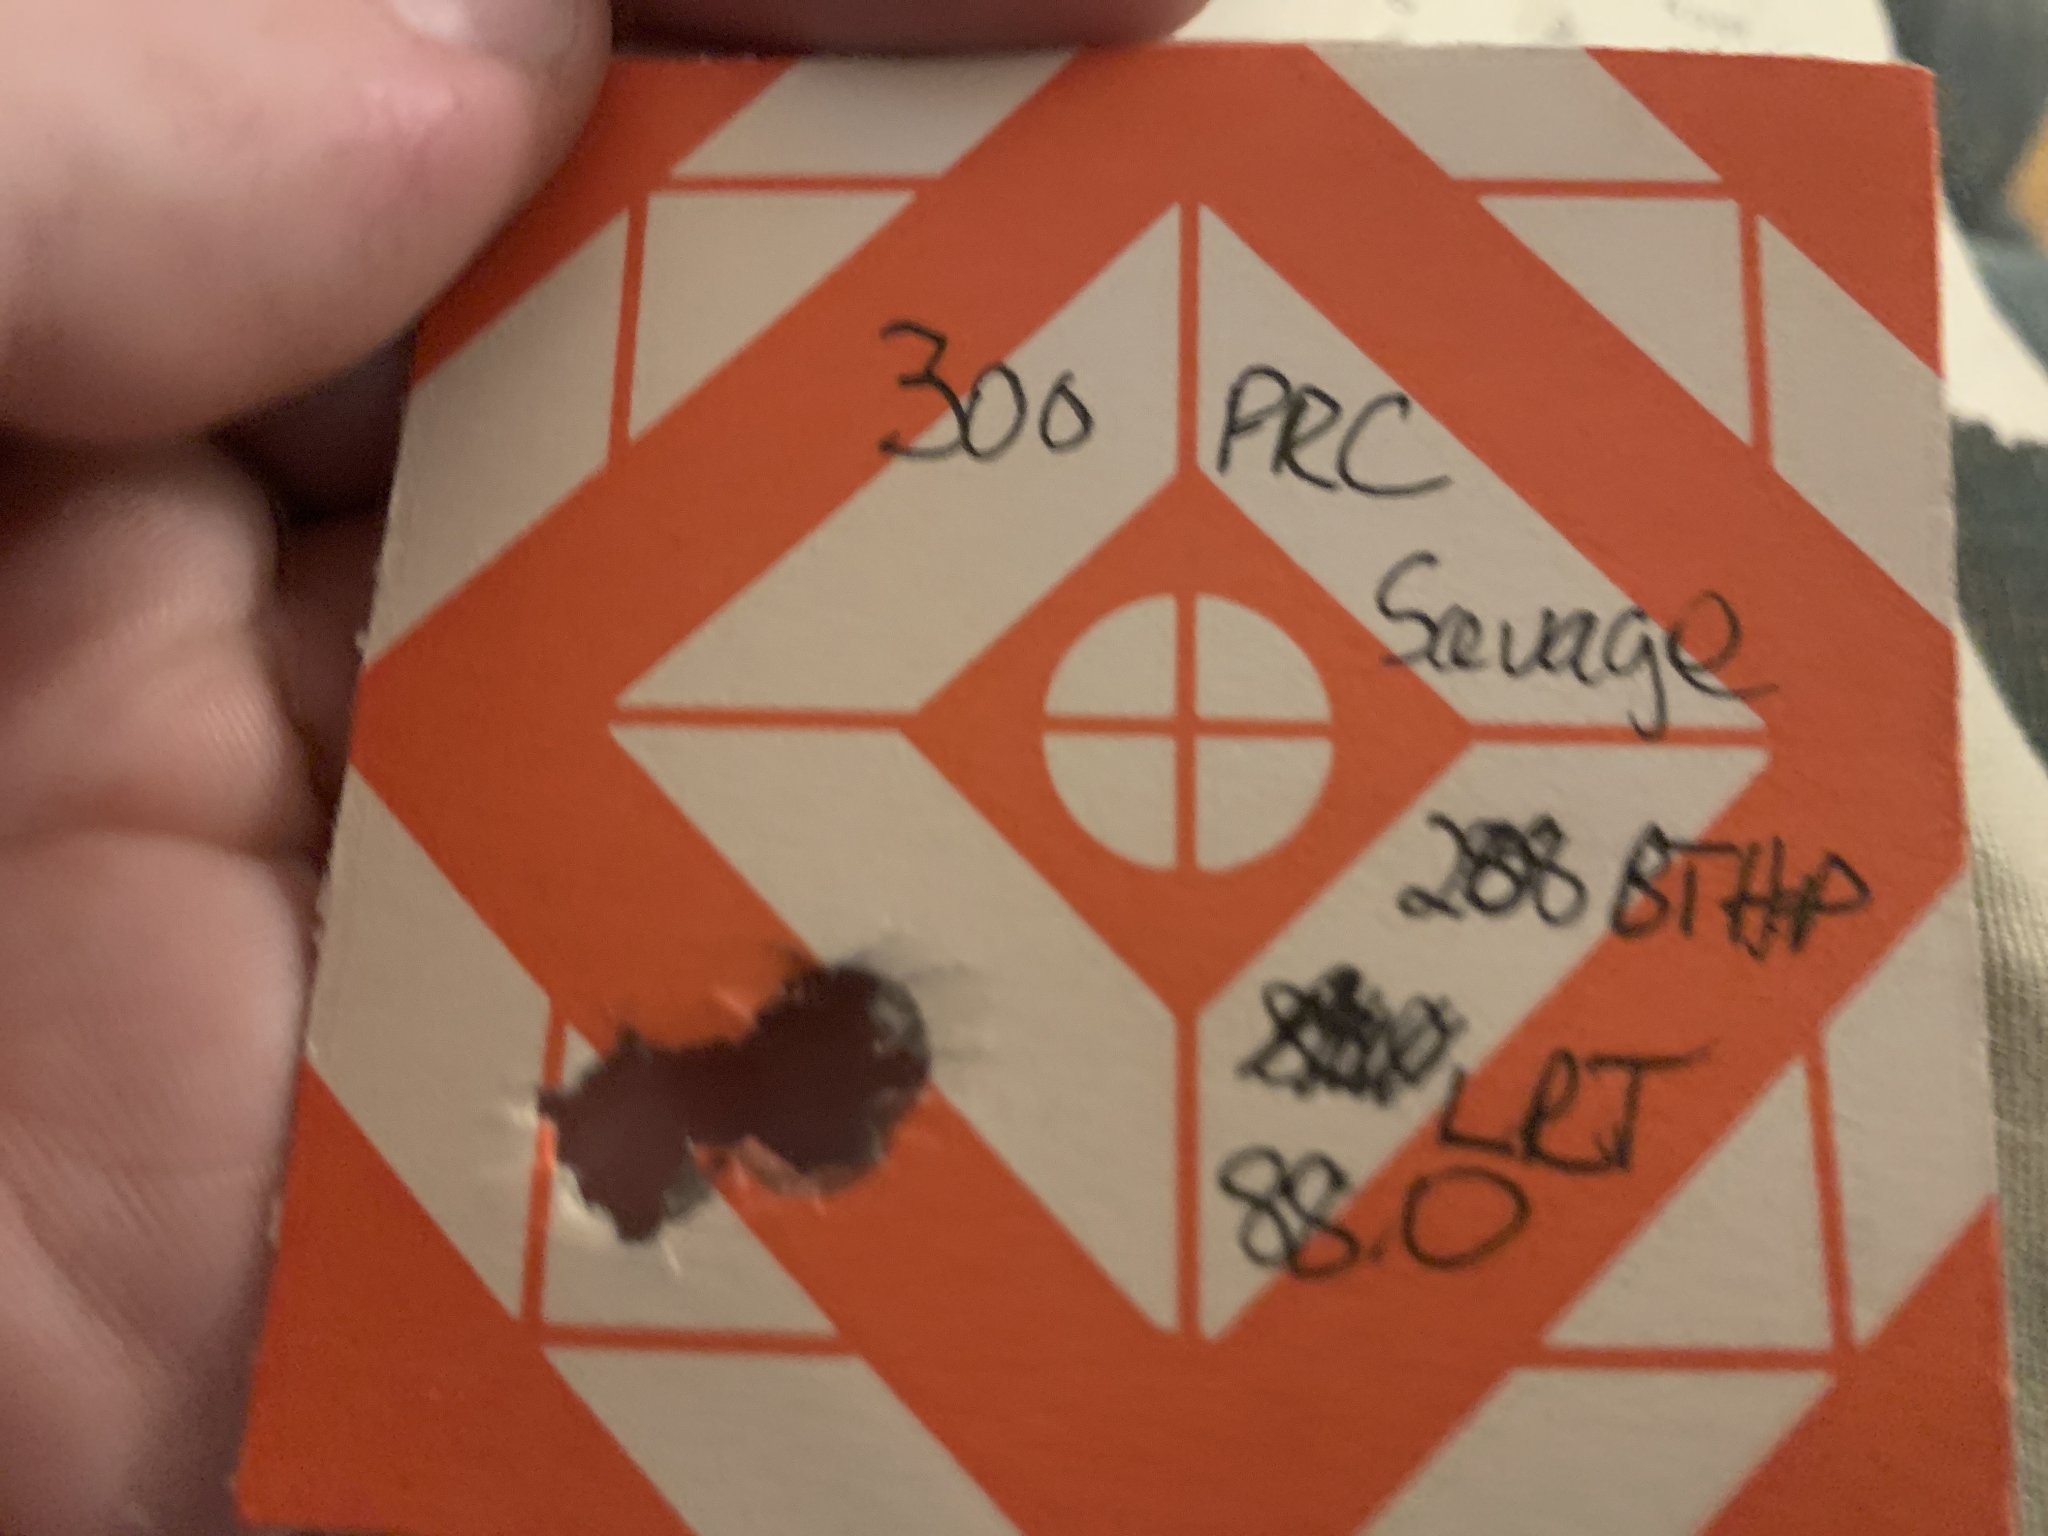 300 PRC
Savage
208 BTHP
LRT
88.0